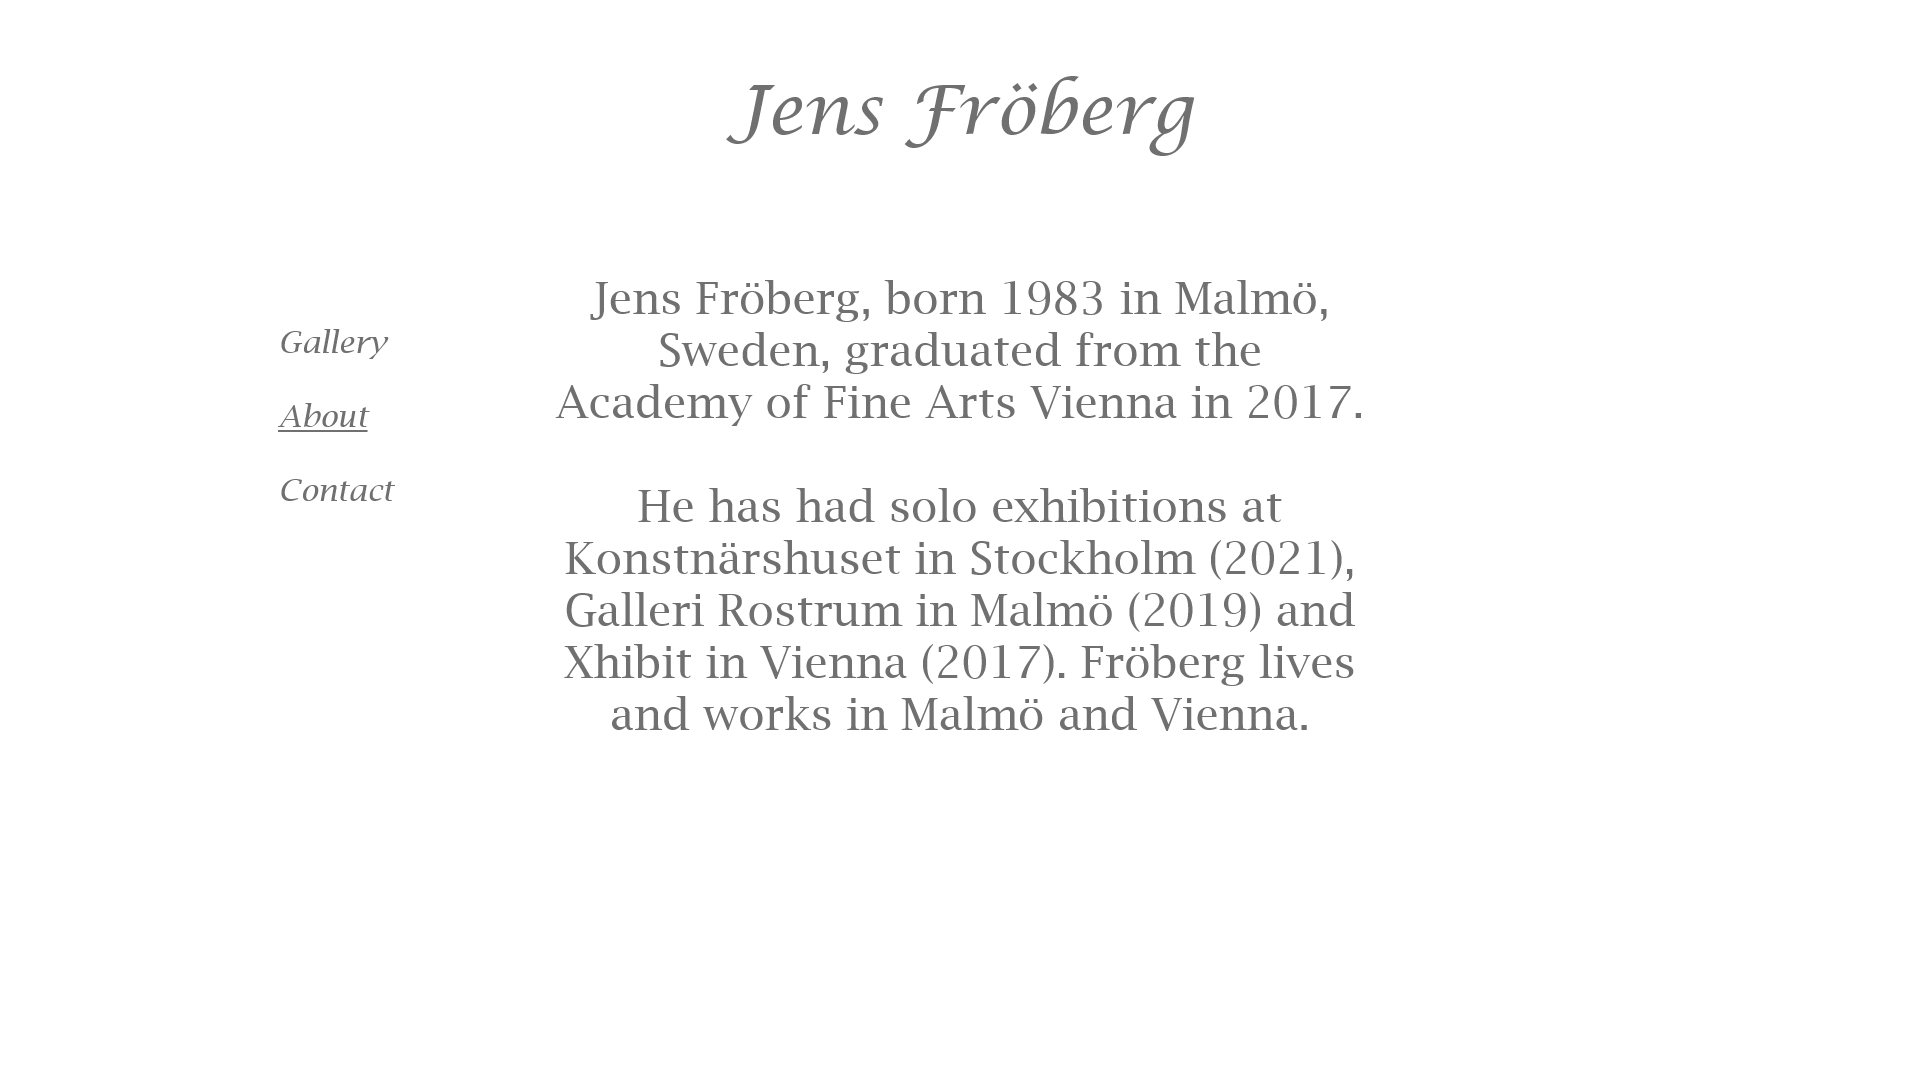 Jens Fröberg
Gallery
About
Contact
Jens Fröberg, born 1983 in Malmö,
Sweden, graduated from the
Academy of Fine Arts Vienna in 2017.
He has had solo exhibitions at
Konstnärshuset in Stockholm (2021),
Galleri Rostrum in Malmö (2019) and
Xhibit in Vienna (2017). Fröberg lives
and works in Malmö and Vienna.